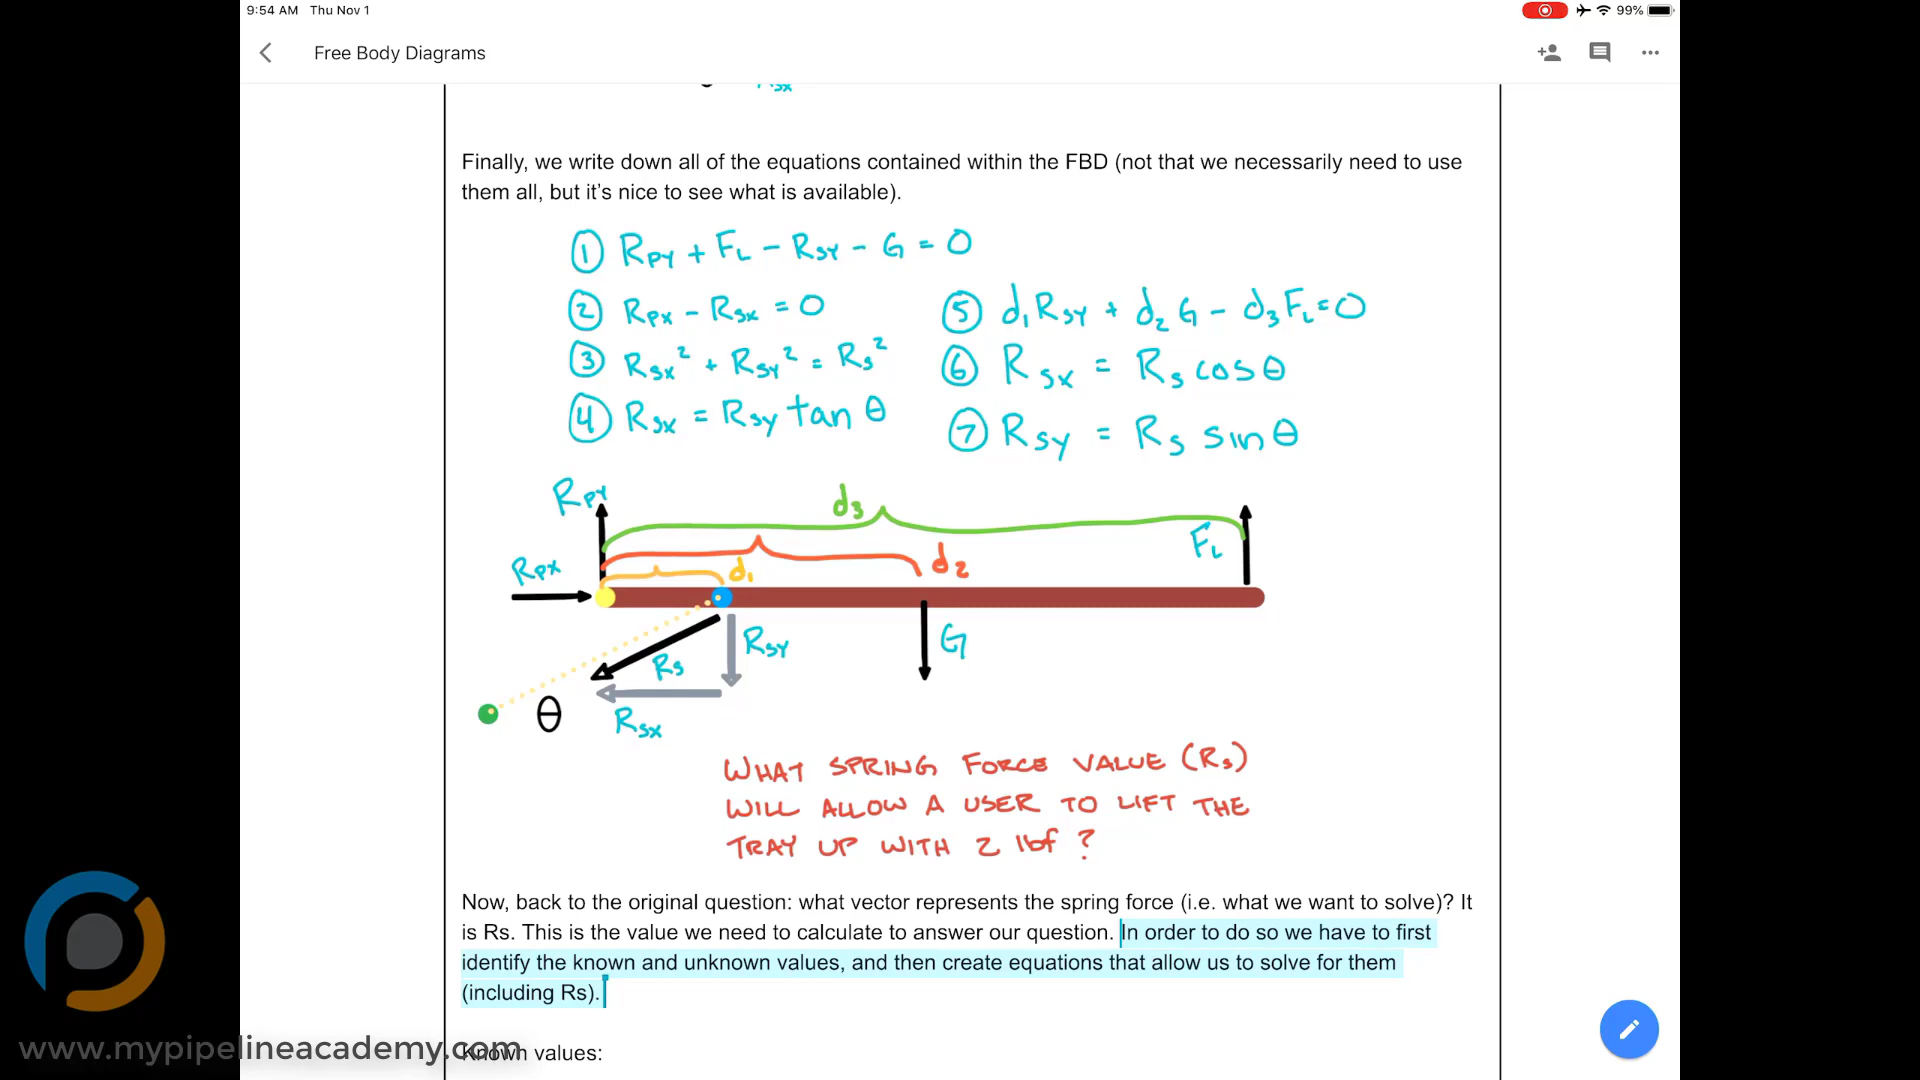 9:54 AM Thu Nov 1
99%
Free Body Diagrams
Rsx
Finally, we write down all of the equations contained within the FBD (not that we necessarily need to use
them all, but it's nice to see what is available).
① RPY + FL - RSY - G = 0
② RPX - RSX = 0
⑤ d1RSY + d2G - d3FL = 0
③ RSX² + RSY² = RS²
⑥ RSX = RS cosθ
④ RSX = RSY tan θ
⑦ RSY = RS sinθ
RPY
d3
FL
RPX
d1
d2
RSY
G
RS
θ
RSX
WHAT SPRING FORCE VALUE (RS)
WILL ALLOW A USER TO LIFT THE
TRAY UP WITH 2 lbf ?
Now, back to the original question: what vector represents the spring force (i.e. what we want to solve)? It
is Rs. This is the value we need to calculate to answer our question. In order to do so we have to first
identify the known and unknown values, and then create equations that allow us to solve for them
(including Rs).
www.mypipelineacademy.com
Known values: